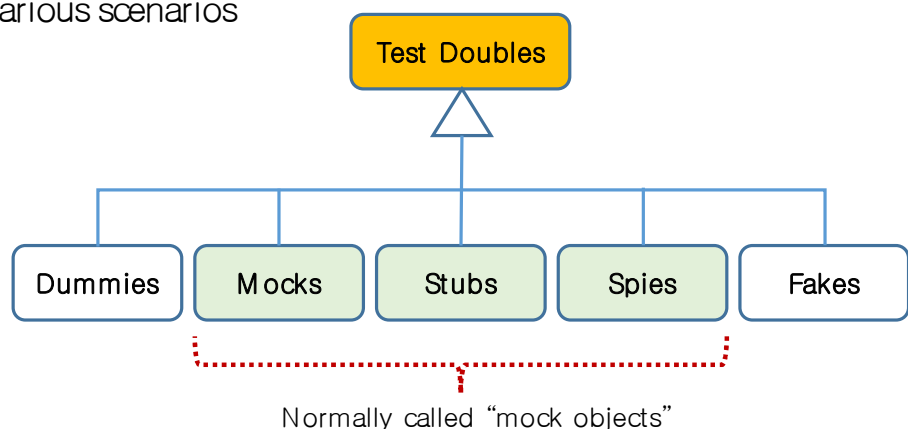 arious scenarios
Test Doubles
Dummies
Mocks
Stubs
Spies
Fakes
Normally called “mock objects”